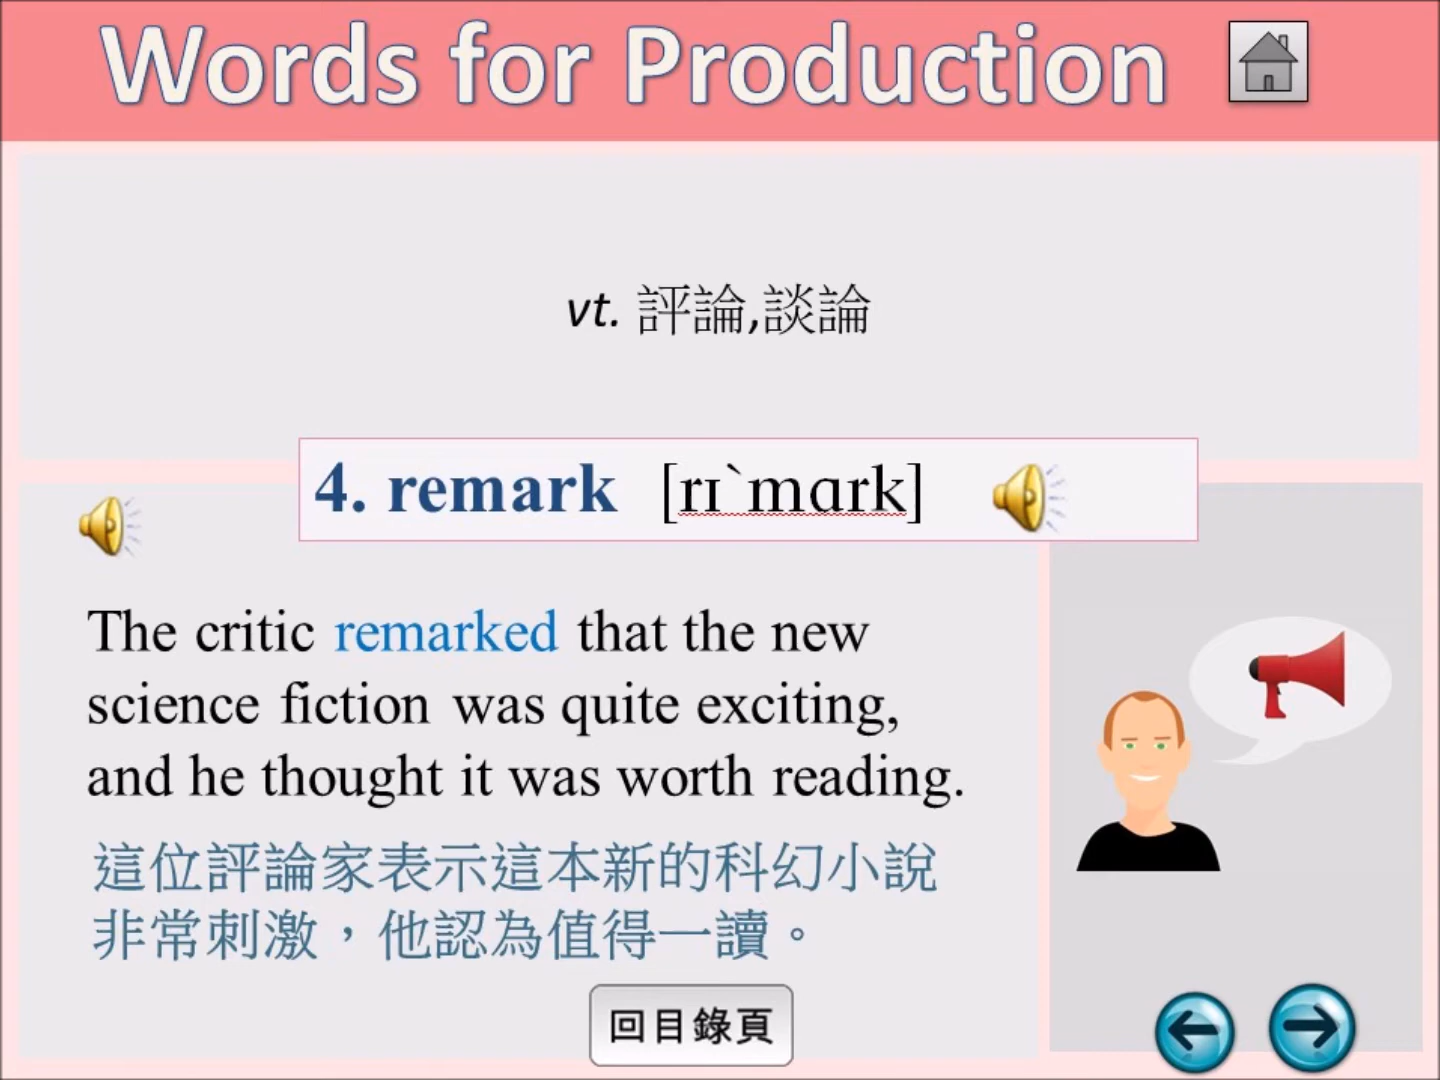 Words for Production
vt. 評論,談論
4. remark [rɪˋmɑrk]
The critic remarked that the new
science fiction was quite exciting,
and he thought it was worth reading.
這位評論家表示這本新的科幻小說
非常刺激，他認為值得一讀。
回目錄頁